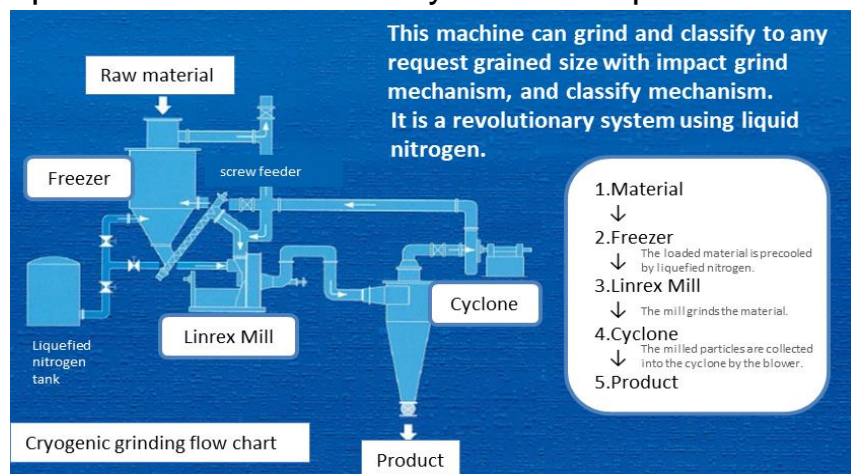 This machine can grind and classify to any
request grained size with impact grind
mechanism, and classify mechanism.
It is a revolutionary system using liquid
nitrogen.
Raw material
Freezer
screw feeder
Linrex Mill
Cyclone
Liquefied
nitrogen
tank
Cryogenic grinding flow chart
Product
1.Material
↓
2.Freezer
↓ The loaded material is precooled
by liquefied nitrogen.
3.Linrex Mill
↓ The mill grinds the material.
4.Cyclone
↓ The milled particles are collected
into the cyclone by the blower.
5.Product